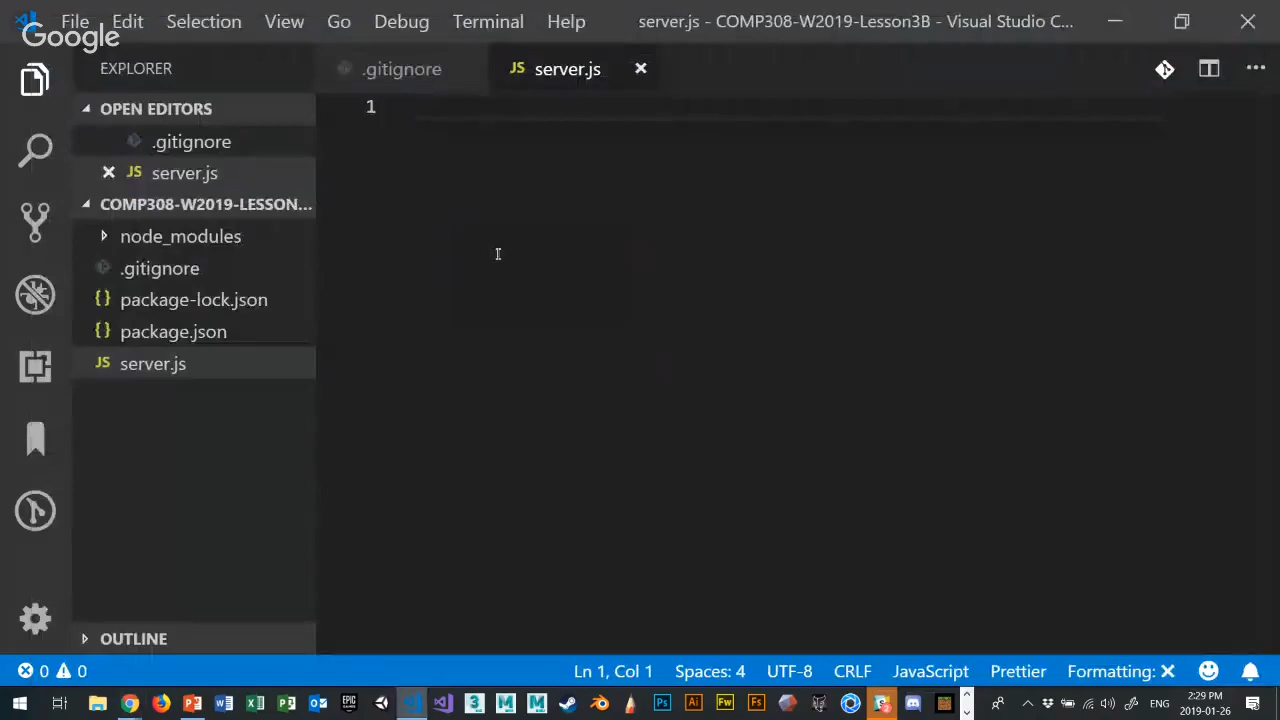 File Edit Selection View Go Debug Terminal Help server.js - COMP308-W2019-Lesson3B - Visual Studio C...
Google
EXPLORER
.gitignore
JS server.js
OPEN EDITORS
.gitignore
JS server.js
COMP308-W2019-LESSON...
node_modules
.gitignore
{ } package-lock.json
{ } package.json
JS server.js
OUTLINE
1
0 0 Ln 1, Col 1 Spaces: 4 UTF-8 CRLF JavaScript Prettier Formatting:
ENG
2:29 PM
2019-01-26